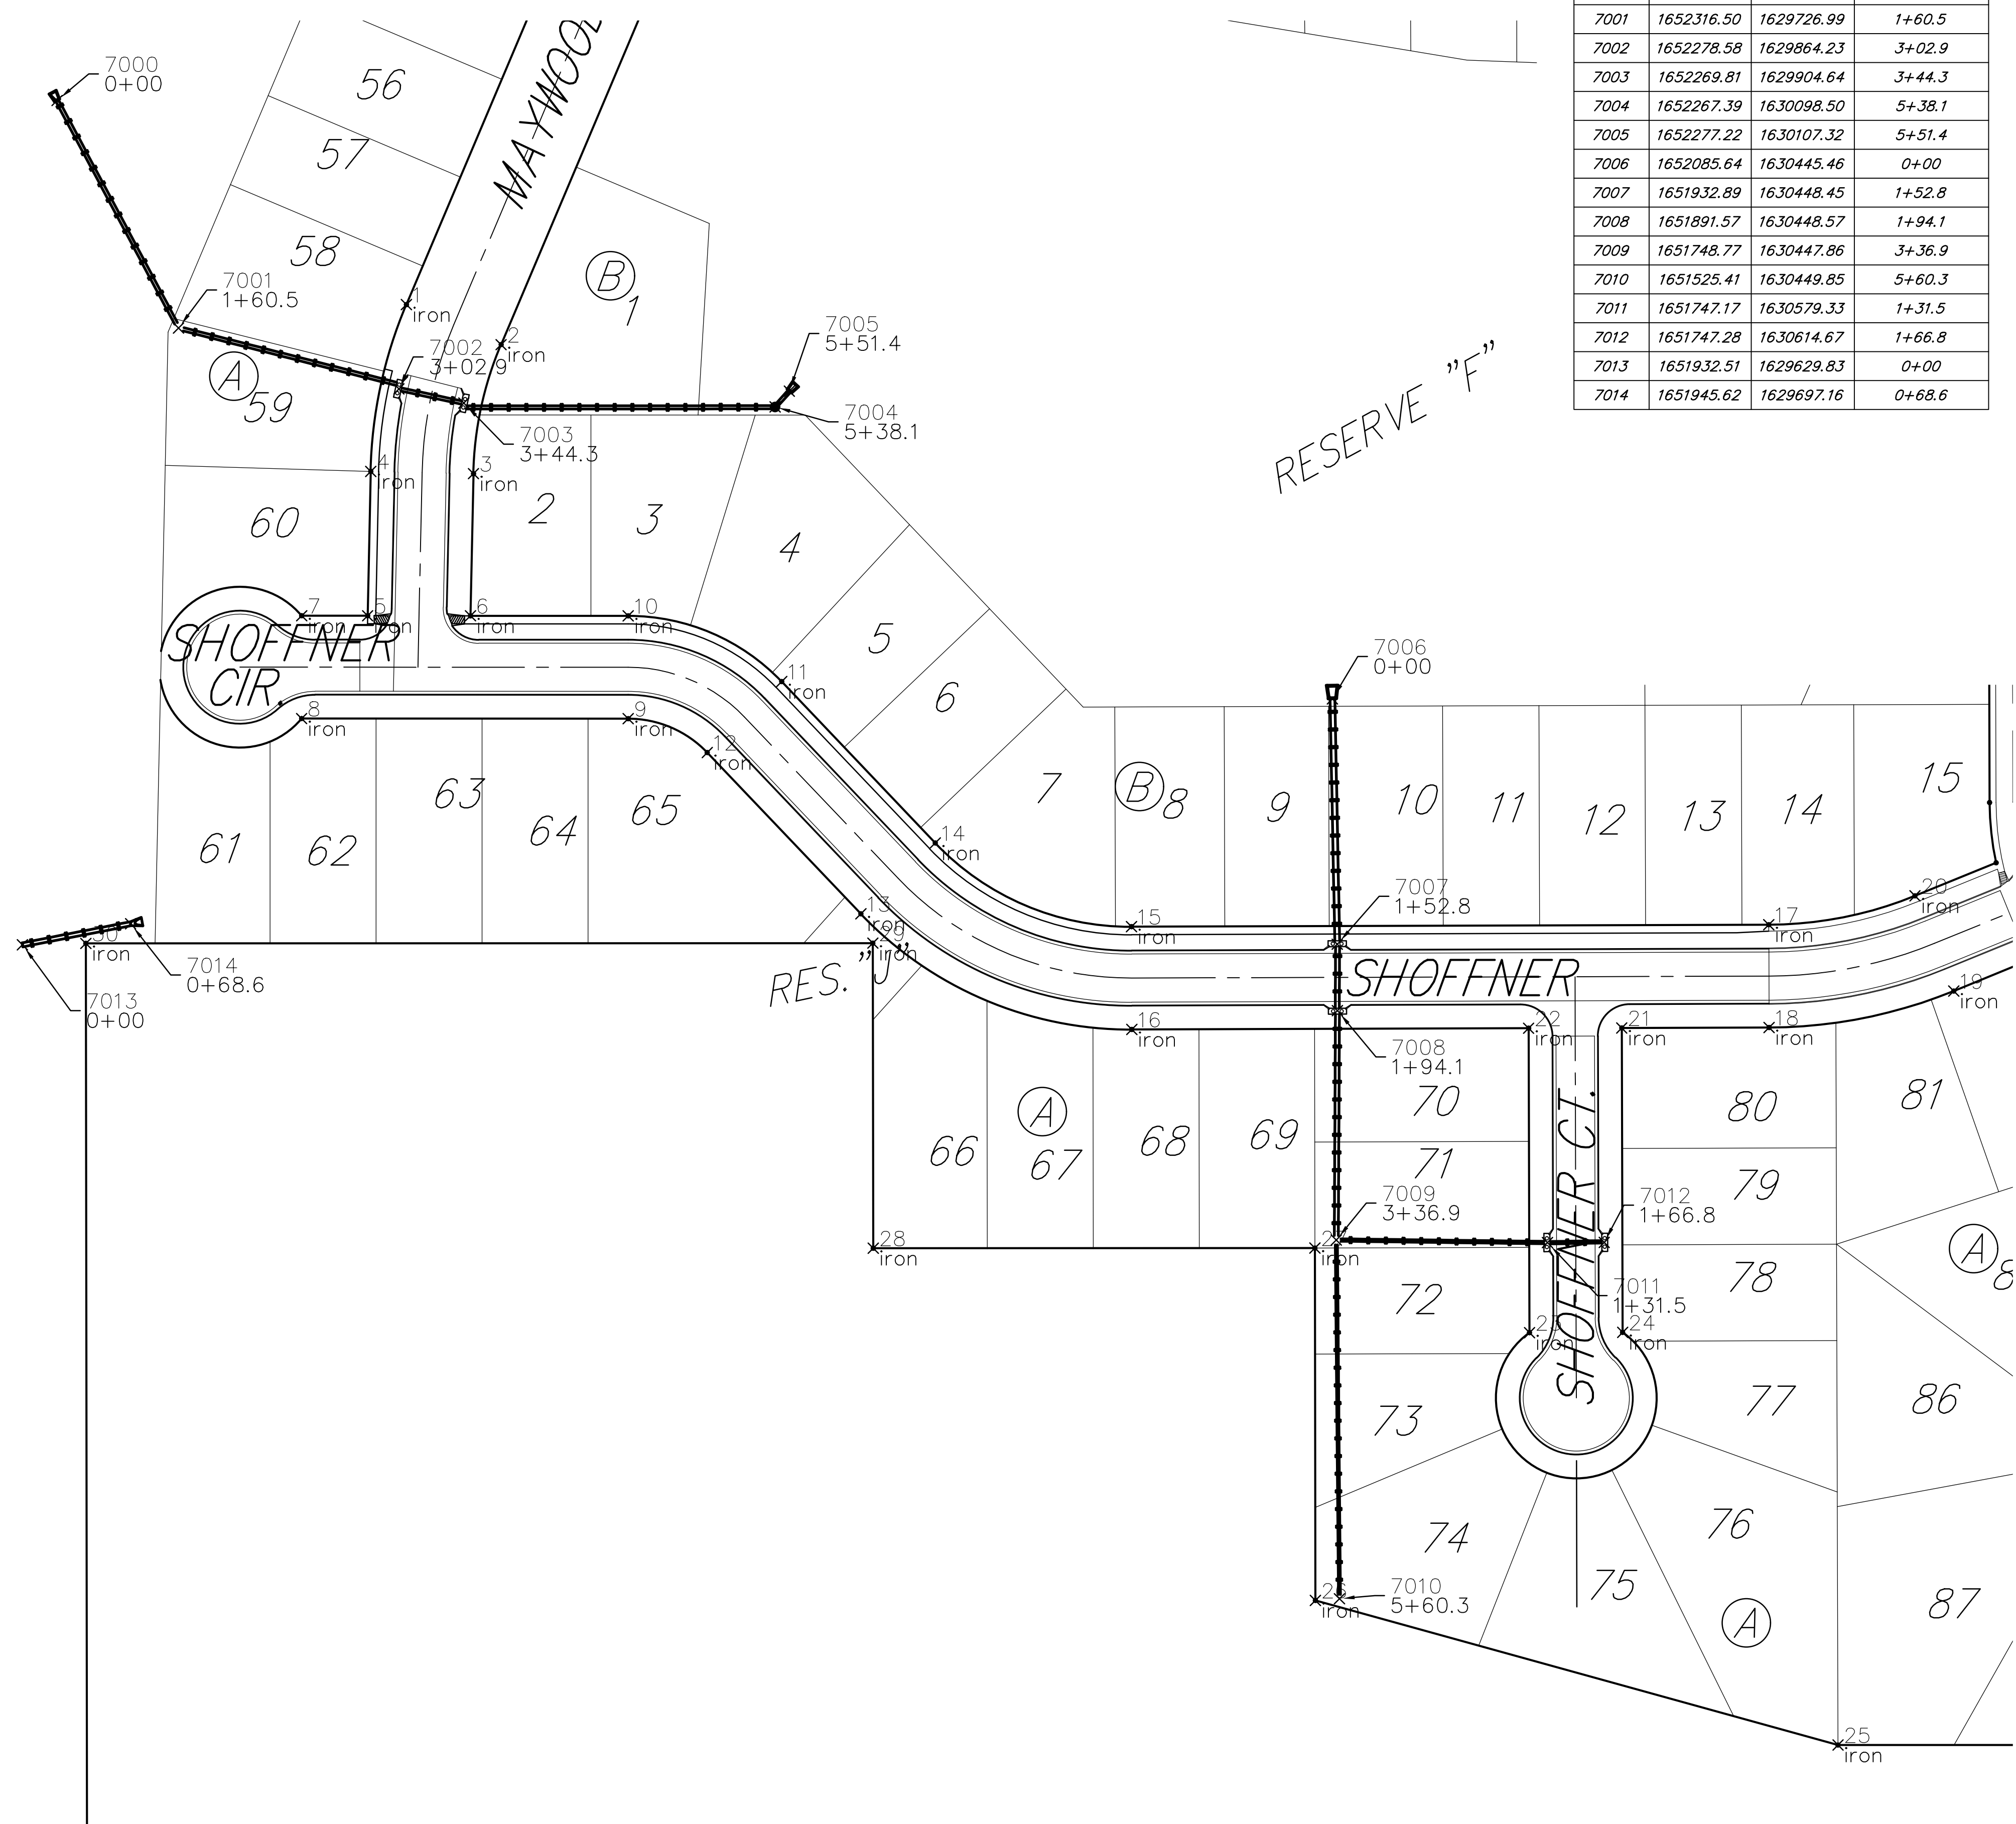 7001 1652316.50 1629726.99 1+60.5
7002 1652278.58 1629864.23 3+02.9
7003 1652269.81 1629904.64 3+44.3
7004 1652267.39 1630098.50 5+38.1
7005 1652277.22 1630107.32 5+51.4
7006 1652085.64 1630445.46 0+00
7007 1651932.89 1630448.45 1+52.8
7008 1651891.57 1630448.57 1+94.1
7009 1651748.77 1630447.86 3+36.9
7010 1651525.41 1630449.85 5+60.3
7011 1651747.17 1630579.33 1+31.5
7012 1651747.28 1630614.67 1+66.8
7013 1651932.51 1629629.83 0+00
7014 1651945.62 1629697.16 0+68.6
7000
0+00
56
57
58
MAYWOOD
B
1
7001
1+60.5
1
iron
2
iron
7002
3+02.9
7005
5+51.4
A
59
7003
3+44.3
7004
5+38.1
RESERVE "F"
4
iron
3
iron
60
2
3
4
7
iron
5
iron
6
iron
10
iron
SHOFFNER
CIR.
5
11
iron
6
8
iron
9
iron
12
iron
7006
0+00
7
B
8
9
10
11
12
13
14
15
61
62
63
64
65
14
iron
13
iron
15
iron
7007
1+52.8
17
iron
20
iron
30
iron
7014
0+68.6
7013
0+00
29
iron
RES. "J"
SHOFFNER
19
iron
16
iron
7008
1+94.1
22
iron
21
iron
18
iron
66
A
67
68
69
70
71
SHOFFNER CT.
80
81
79
7009
3+36.9
7012
1+66.8
28
iron
iron
A
8
72
7011
1+31.5
78
23
iron
24
iron
73
77
86
74
75
76
26
iron
7010
5+60.3
A
87
25
iron